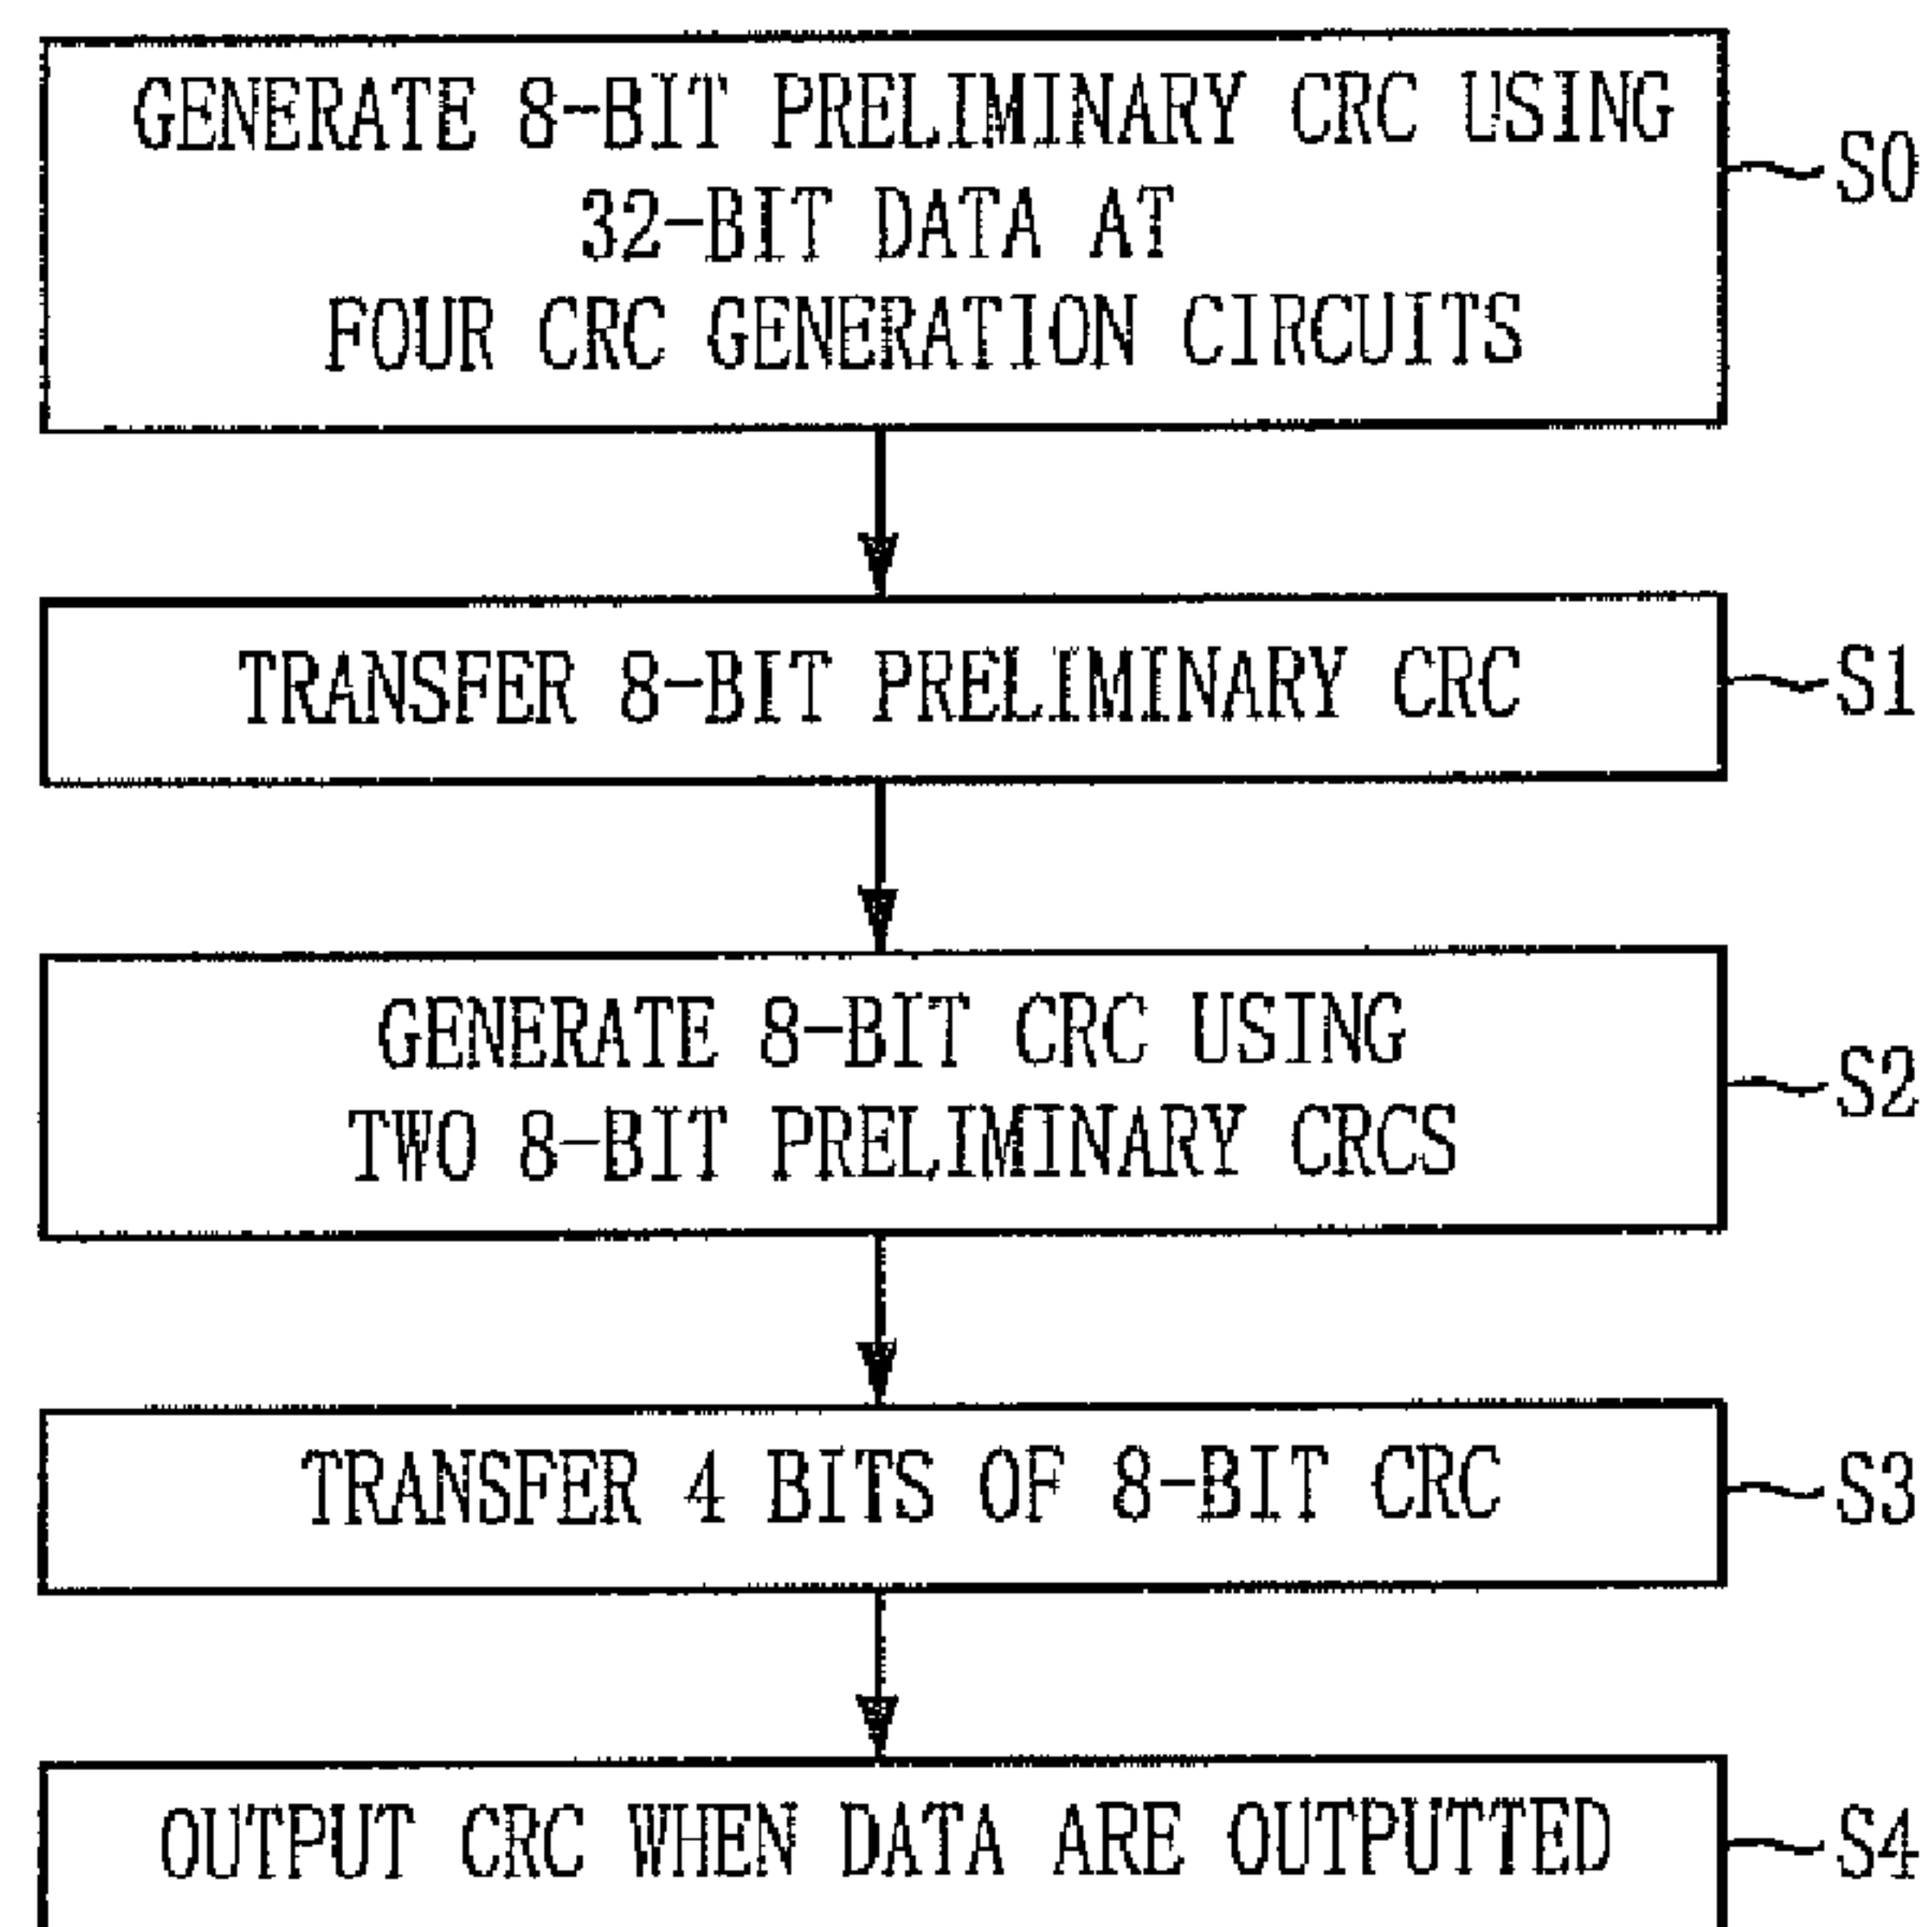 GENERATE 8-BIT PRELIMINARY CRC USING
32-BIT DATA AT
FOUR CRC GENERATION CIRCUITS
S0
TRANSFER 8-BIT PRELIMINARY CRC
S1
GENERATE 8-BIT CRC USING
TWO 8-BIT PRELIMINARY CRCS
S2
TRANSFER 4 BITS OF 8-BIT CRC
S3
OUTPUT CRC WHEN DATA ARE OUTPUTTED
S4